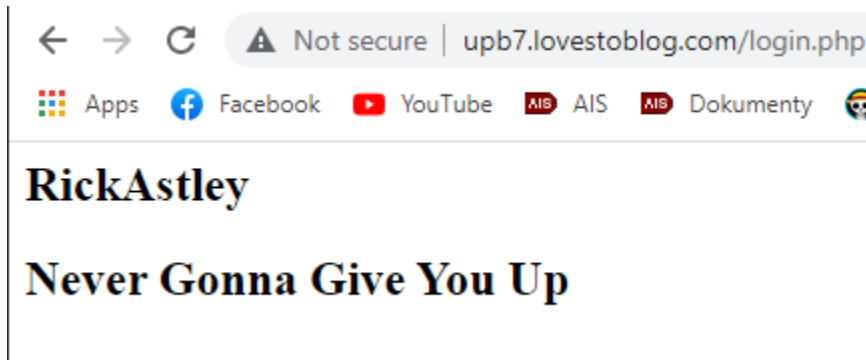 Not secure | upb7.lovestoblog.com/login.php
Apps Facebook YouTube AIS AIS AIS Dokumenty
RickAstley
Never Gonna Give You Up